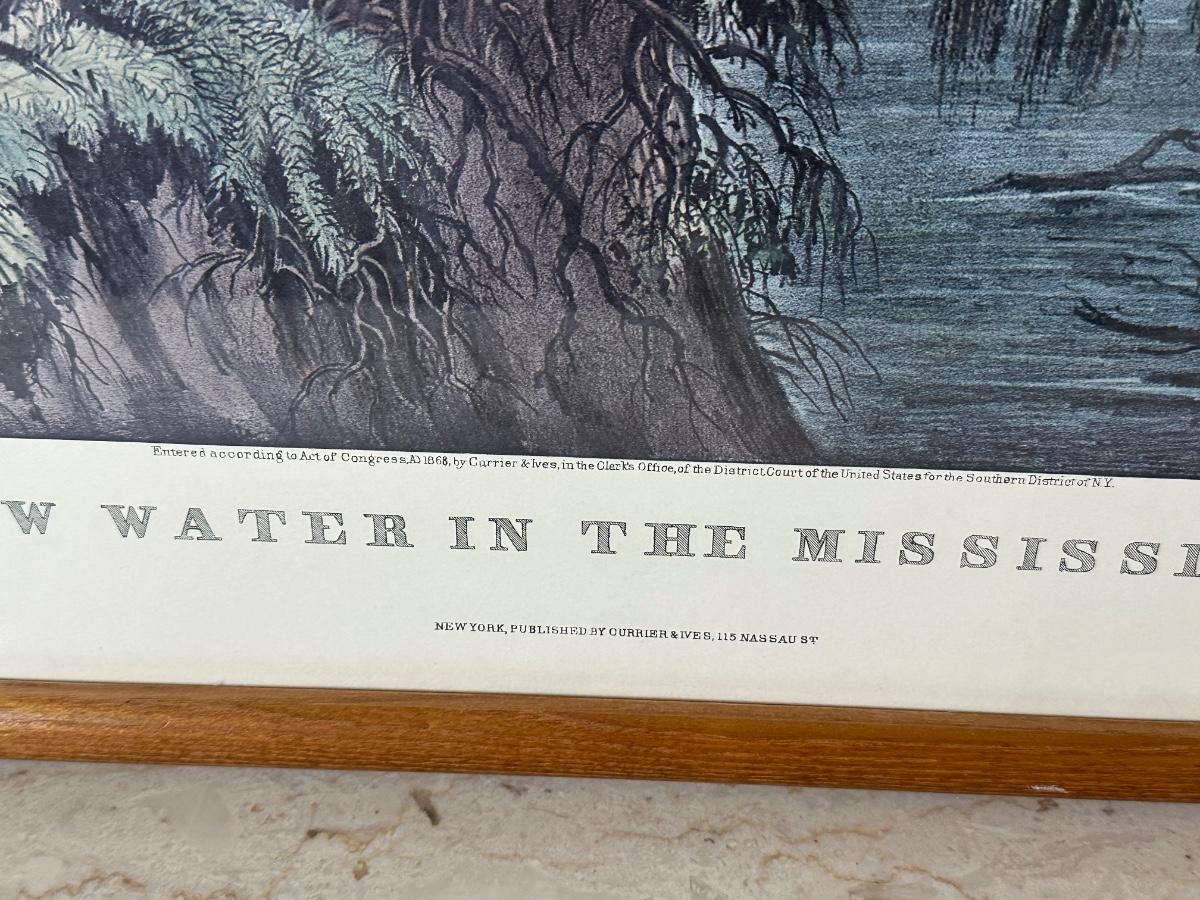 Entered according to Act of Congress, AD 1868, by Currier & Ives, in the Clerk's Office, of the District Court of the United States for the Southern District of N.Y.
W WATER IN THE MISSISSI
NEW YORK, PUBLISHED BY CURRIER & IVES, 115 NASSAU ST